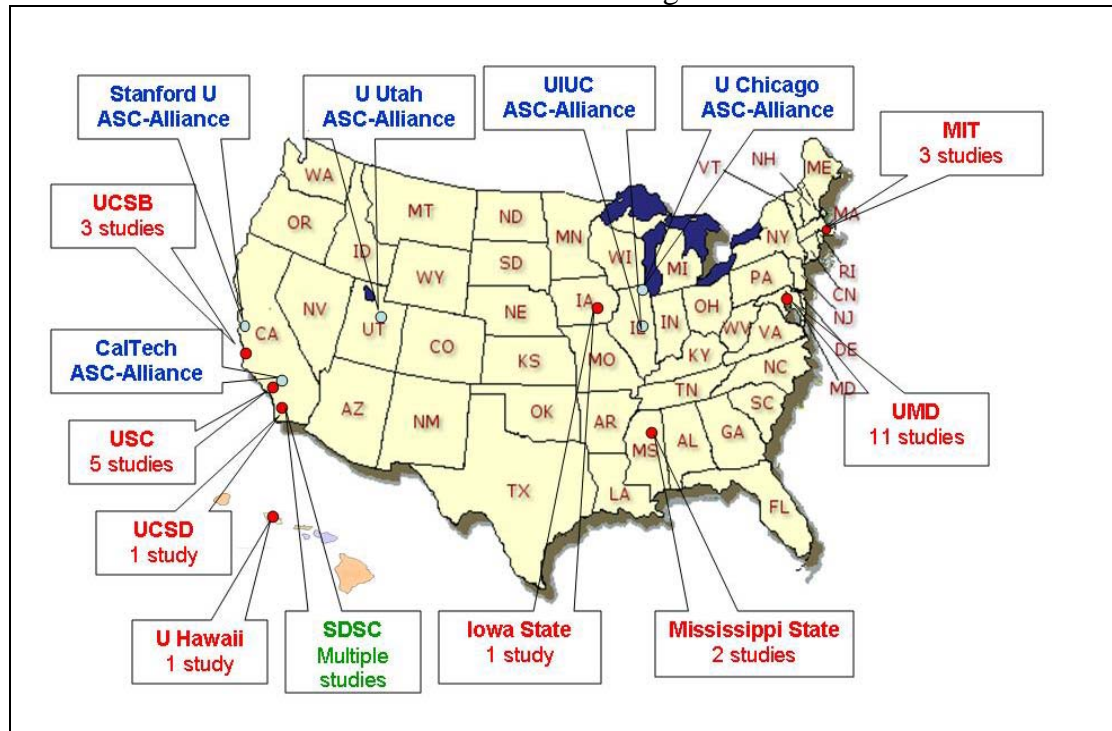 Stanford U
ASC-Alliance
U Utah
ASC-Alliance
UIUC
ASC-Alliance
U Chicago
ASC-Alliance
MIT
3 studies
UCSB
3 studies
CalTech
ASC-Alliance
USC
5 studies
UCSD
1 study
U Hawaii
1 study
SDSC
Multiple
studies
Iowa State
1 study
Mississippi State
2 studies
UMD
11 studies
WA
OR
CA
ID
NV
MT
WY
UT
AZ
CO
NM
ND
SD
NE
KS
OK
TX
MN
IA
MO
AR
LA
WI
IL
MI
IN
OH
KY
TN
MS
AL
GA
FL
SC
NC
VA
WV
PA
NY
VT
NH
ME
MA
RI
CN
NJ
DE
MD